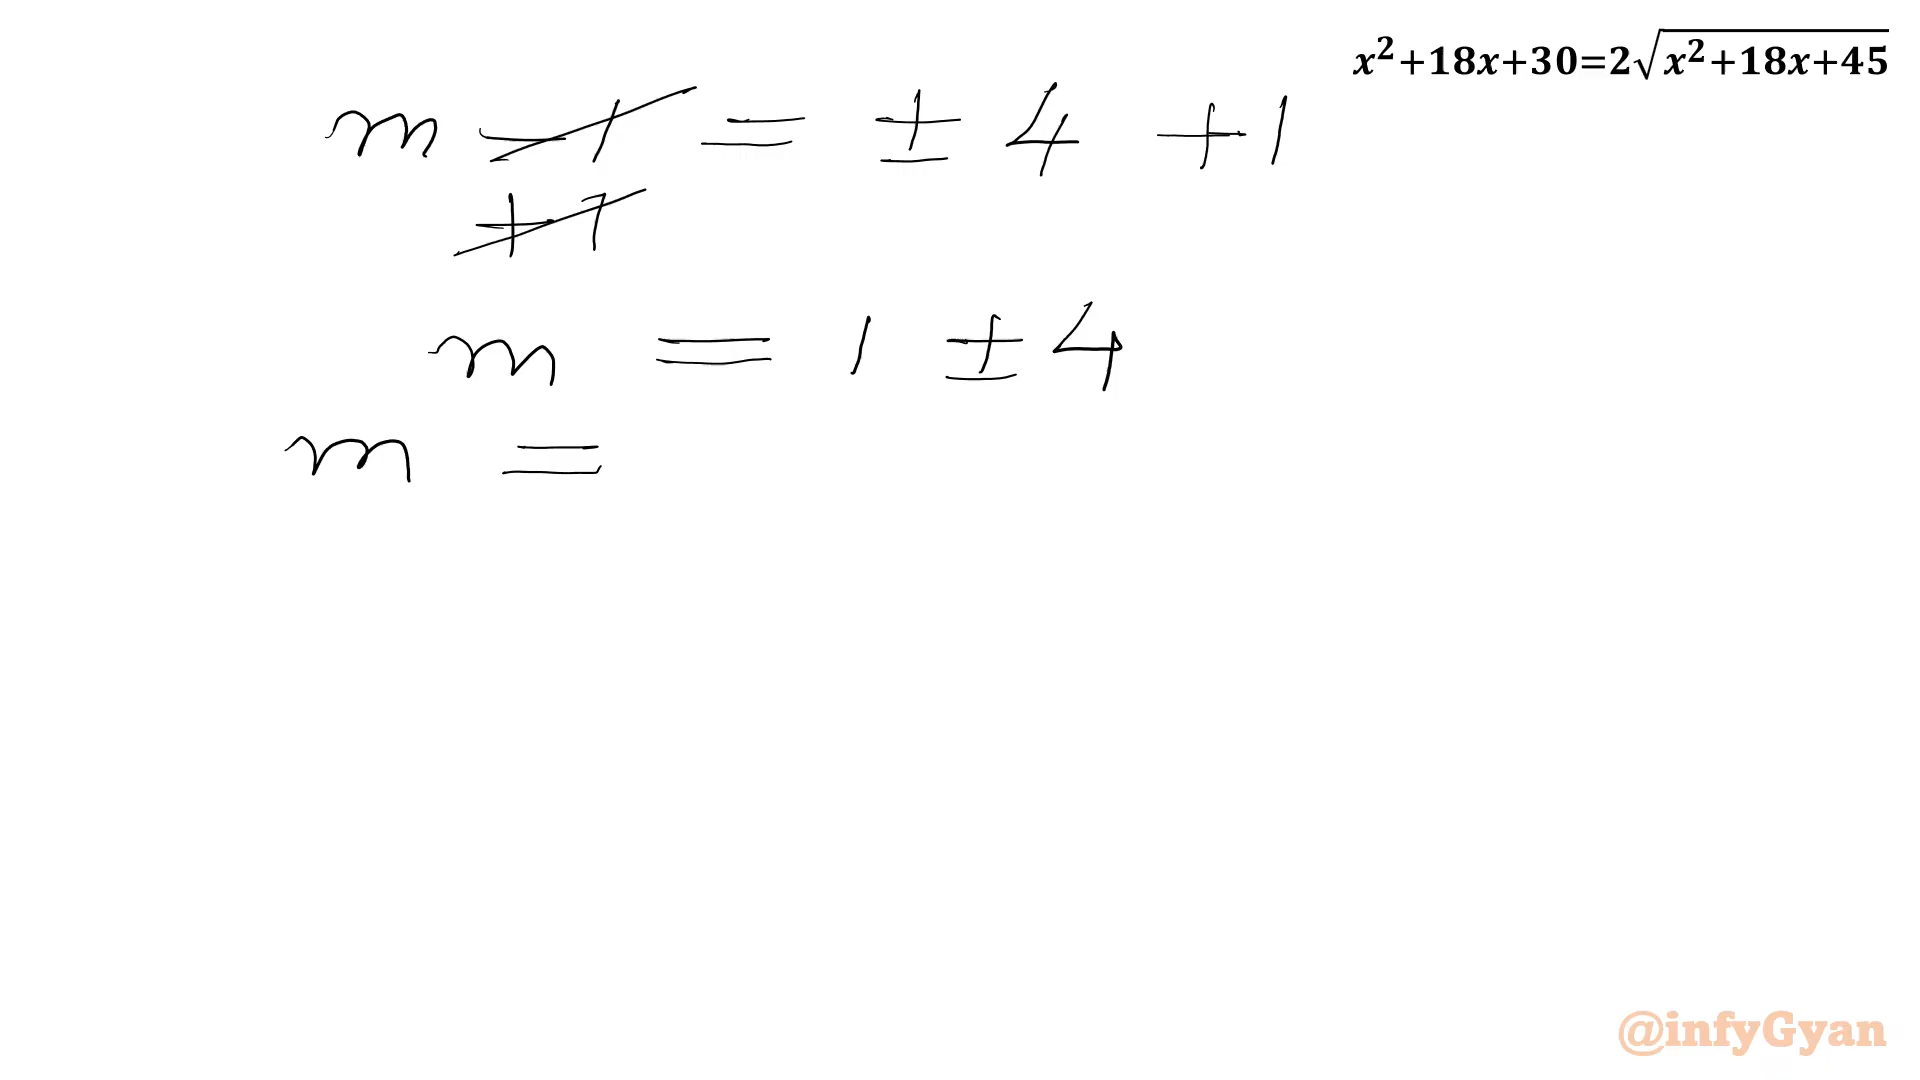 x²+18x+30=2√x²+18x+45
m -1 = ± 4 +1
+1
m = 1 ± 4
m =
@infyGyan